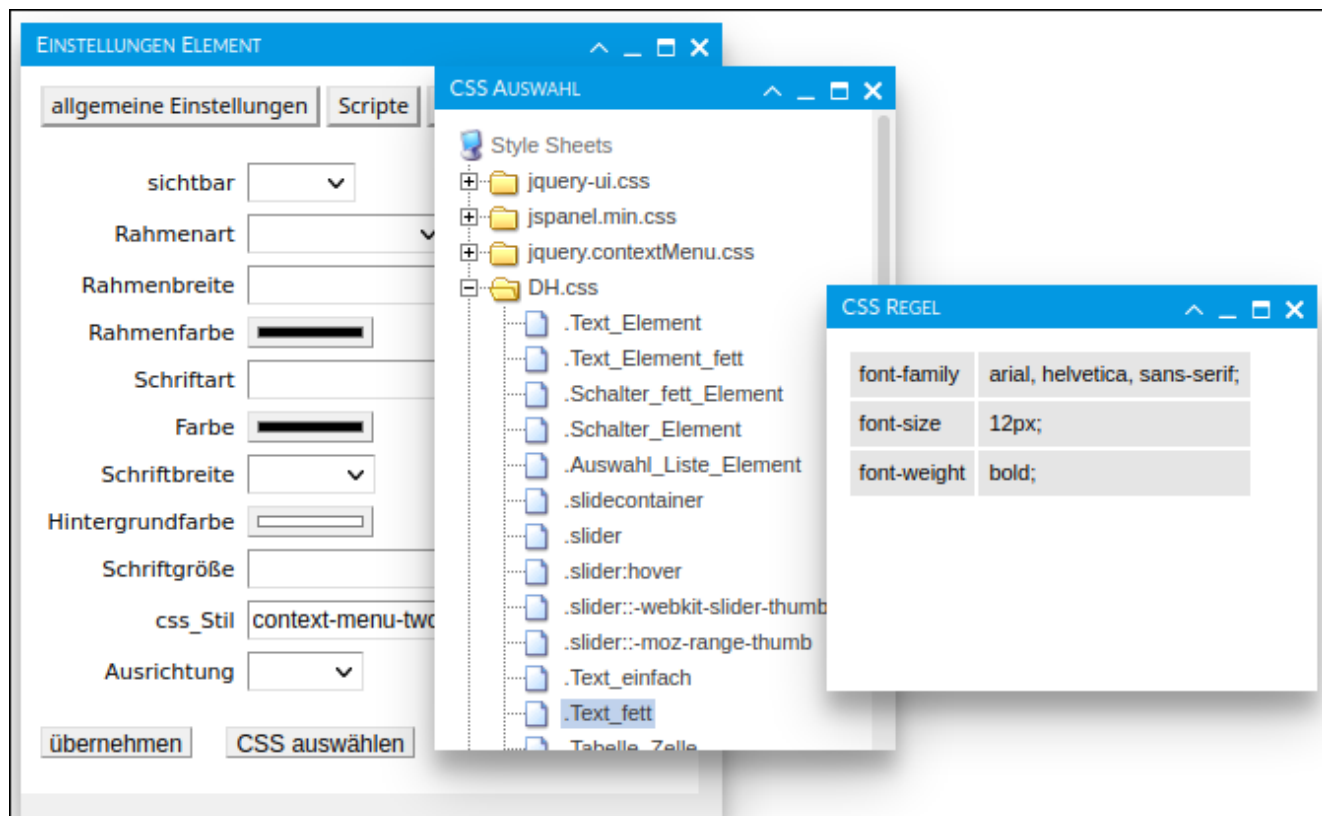 Einstellungen Element
allgemeine Einstellungen
Scripte
sichtbar
Rahmenart
Rahmenbreite
Rahmenfarbe
Schriftart
Farbe
Schriftbreite
Hintergrundfarbe
Schriftgröße
css_Stil context-menu-two
Ausrichtung
übernehmen
CSS auswählen
CSS Auswahl
Style Sheets
jquery-ui.css
jspanel.min.css
jquery.contextMenu.css
DH.css
.Text_Element
.Text_Element_fett
.Schalter_fett_Element
.Schalter_Element
.Auswahl_Liste_Element
.slidecontainer
.slider
.slider:hover
.slider::-webkit-slider-thumb
.slider::-moz-range-thumb
.Text_einfach
.Text_fett
.Tabelle_Zelle
CSS Regel
font-family arial, helvetica, sans-serif;
font-size 12px;
font-weight bold;